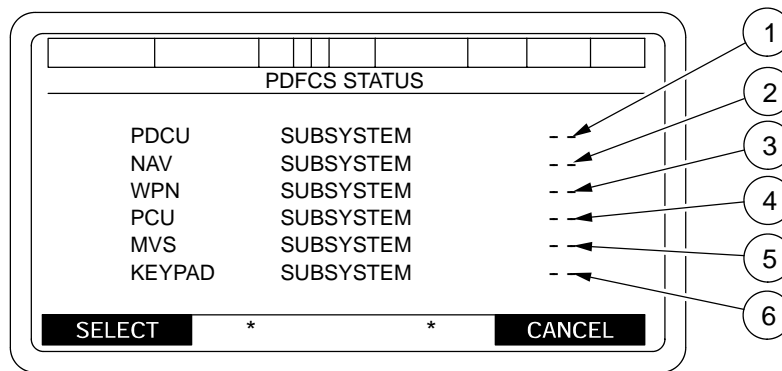 PDFCS STATUS
PDCU SUBSYSTEM - -
NAV SUBSYSTEM - -
WPN SUBSYSTEM - -
PCU SUBSYSTEM - -
MVS SUBSYSTEM - -
KEYPAD SUBSYSTEM - -
SELECT * * CANCEL
1
2
3
4
5
6